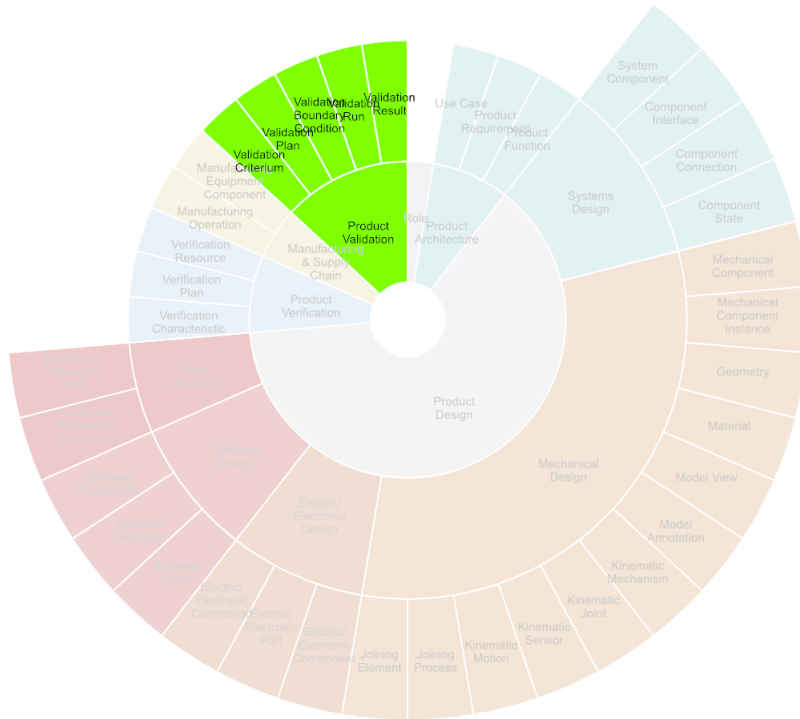 Validation
Result
Validation
Run
Validation
Boundary
Condition
Validation
Plan
Validation
Criterium
Product
Validation
Manufacturing
Equipment
Component
Manufacturing
Operation
Manufacturing
& Supply
Chain
Verification
Resource
Verification
Plan
Verification
Characteristic
Product
Verification
Role
Use Case
Product
Requirement
Product
Function
Product
Architecture
System
Component
Component
Interface
Component
Connection
Component
State
Systems
Design
Mechanical
Component
Mechanical
Component
Instance
Geometry
Material
Model View
Model
Annotation
Kinematic
Mechanism
Kinematic
Joint
Kinematic
Sensor
Kinematic
Motion
Joining
Process
Joining
Element
Mechanical
Design
Product
Design
Electric/
Electronic
Component
Electric/
Electronic
Port
Electric/
Electronic
Connection
Electric/
Electronic
Design
Software
Class
Software
Interface
Software
Component
Software
Design